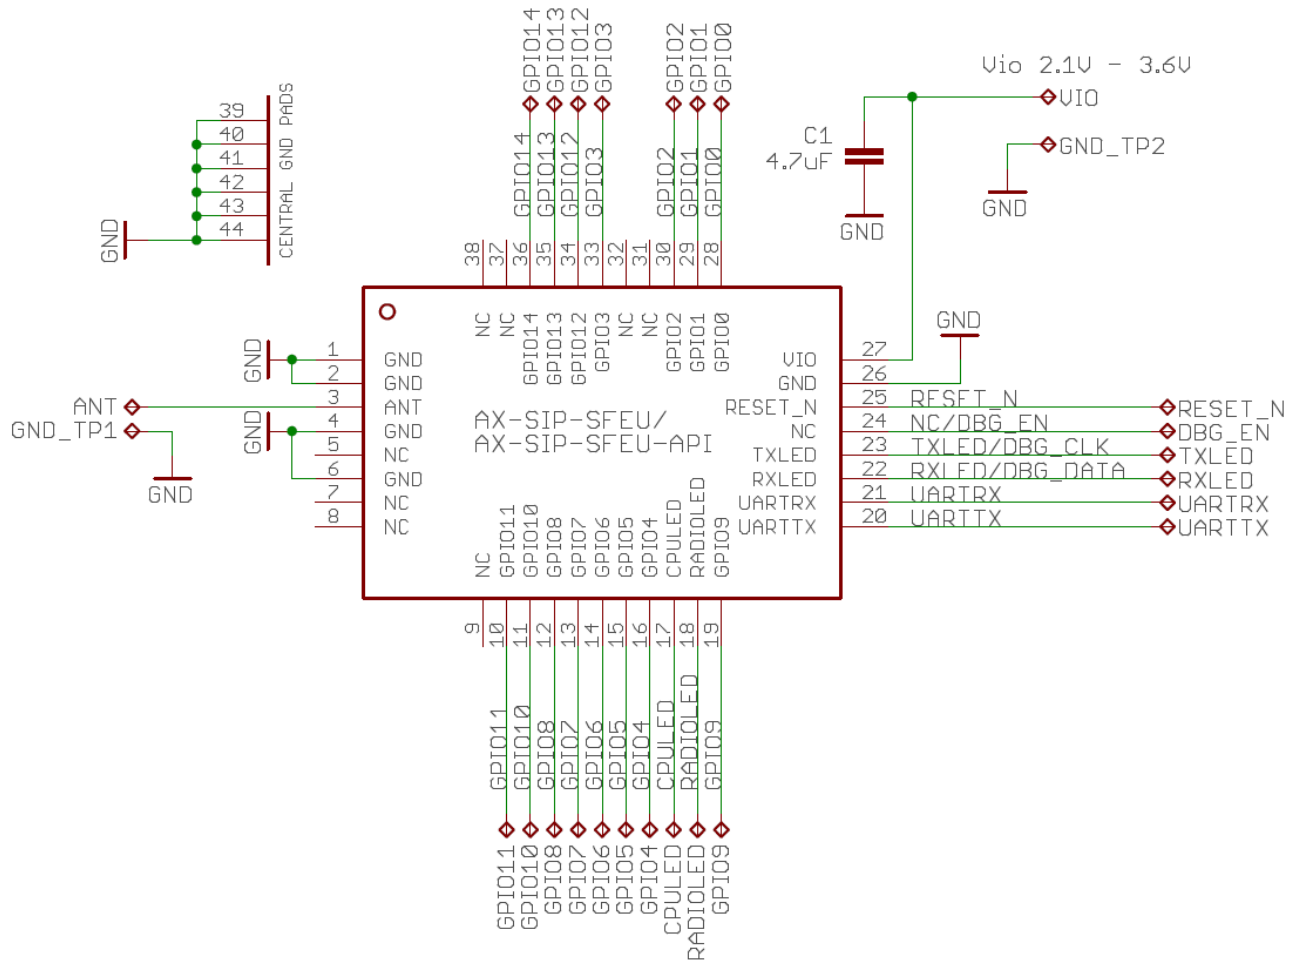 GPIO14
GPIO13
GPIO12
GPIO3
GPIO2
GPIO1
GPIO0
Vio 2.1V - 3.6V
VIO
GND_TP2
GND
C1
4.7uF
GND
39
40
41
42
43
44
CENTRAL GND PADS
GND
GPIO14
GPIO13
GPIO12
GPIO3
GPIO2
GPIO1
GPIO0
38
37
36
35
34
33
32
31
30
29
28
NC
NC
GPIO14
GPIO13
GPIO12
GPIO3
NC
NC
GPIO2
GPIO1
GPIO0
GND
GND
1 GND
2 GND
ANT
3 ANT
GND_TP1
GND
GND
4 GND
5 NC
6 GND
7 NC
8 NC
AX-SIP-SFEU/
AX-SIP-SFEU-API
VIO 27
GND 26
RESET_N 25 RESET_N RESET_N
NC 24 NC/DBG_EN DBG_EN
TXLED 23 TXLED/DBG_CLK TXLED
RXLED 22 RXLED/DBG_DATA RXLED
UARTRX 21 UARTRX UARTRX
UARTTX 20 UARTTX UARTTX
NC
GPIO11
GPIO10
GPIO8
GPIO7
GPIO6
GPIO5
GPIO4
CPULED
RADIOLED
GPIO9
9
10
11
12
13
14
15
16
17
18
19
GPIO11
GPIO10
GPIO8
GPIO7
GPIO6
GPIO5
GPIO4
CPULED
RADIOLED
GPIO9
GPIO11
GPIO10
GPIO8
GPIO7
GPIO6
GPIO5
GPIO4
CPULED
RADIOLED
GPIO9